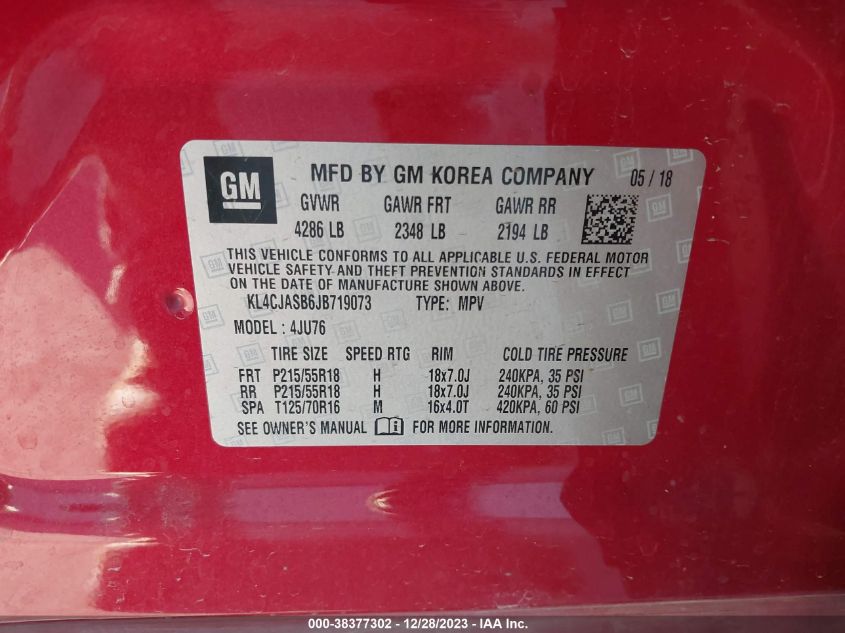 GM
MFD BY GM KOREA COMPANY 05 / 18
GVWR GAWR FRT GAWR RR
4286 LB 2348 LB 2194 LB
THIS VEHICLE CONFORMS TO ALL APPLICABLE U.S. FEDERAL MOTOR
VEHICLE SAFETY AND THEFT PREVENTION STANDARDS IN EFFECT
ON THE DATE OF MANUFACTURE SHOWN ABOVE.
KL4CJASB6JB719073 TYPE: MPV
MODEL: 4JU76
TIRE SIZE SPEED RTG RIM COLD TIRE PRESSURE
FRT P215/55R18 H 18x7.0J 240KPA, 35 PSI
RR P215/55R18 H 18x7.0J 240KPA, 35 PSI
SPA T125/70R16 M 16x4.0T 420KPA, 60 PSI
SEE OWNER'S MANUAL FOR MORE INFORMATION.
000-38377302 - 12/28/2023 - IAA Inc.